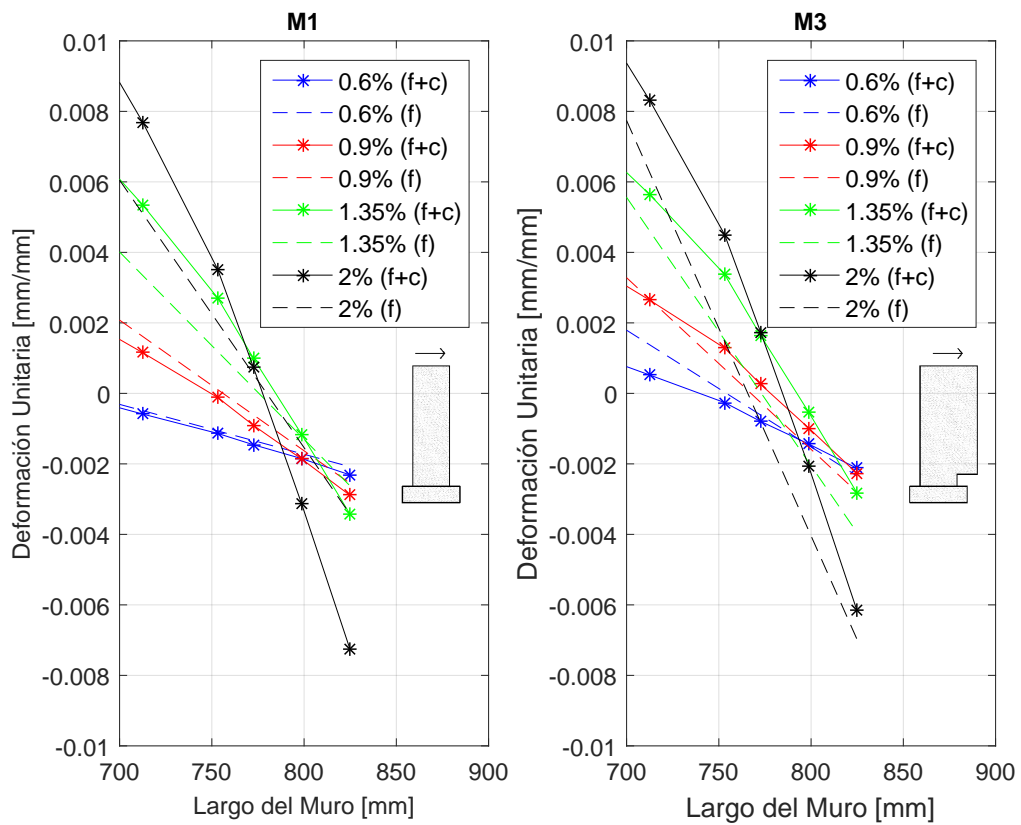 M1
0.01
0.008
0.006
0.004
0.002
0
-0.002
-0.004
-0.006
-0.008
-0.01
Deformación Unitaria [mm/mm]
700 750 800 850 900
Largo del Muro [mm]
0.6% (f+c)
0.6% (f)
0.9% (f+c)
0.9% (f)
1.35% (f+c)
1.35% (f)
2% (f+c)
2% (f)
M3
0.01
0.008
0.006
0.004
0.002
0
-0.002
-0.004
-0.006
-0.008
-0.01
Deformación Unitaria [mm/mm]
700 750 800 850 900
Largo del Muro [mm]
0.6% (f+c)
0.6% (f)
0.9% (f+c)
0.9% (f)
1.35% (f+c)
1.35% (f)
2% (f+c)
2% (f)